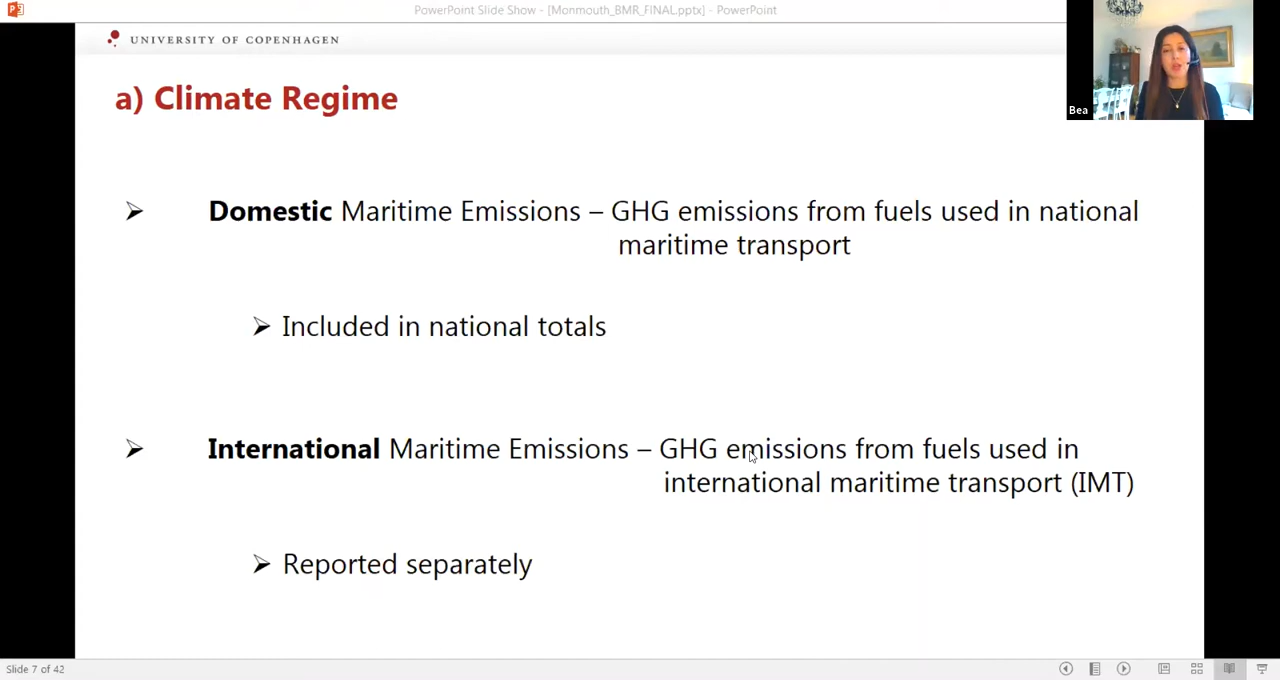 PowerPoint Slide Show - [Monmouth_BMR_FINAL.pptx] - PowerPoint
UNIVERSITY OF COPENHAGEN
Bea
a) Climate Regime
Domestic Maritime Emissions – GHG emissions from fuels used in national
maritime transport
Included in national totals
International Maritime Emissions – GHG emissions from fuels used in
international maritime transport (IMT)
Reported separately
Slide 7 of 42